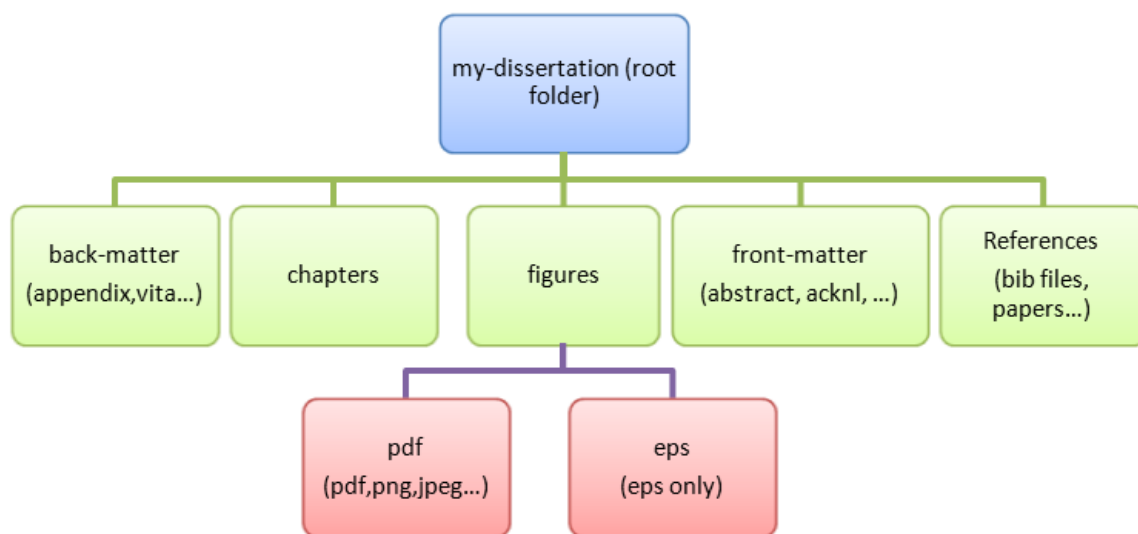 my-dissertation (root
folder)
back-matter
(appendix,vita...)
chapters
figures
front-matter
(abstract, acknl, ...)
References
(bib files,
papers...)
pdf
(pdf,png,jpeg...)
eps
(eps only)